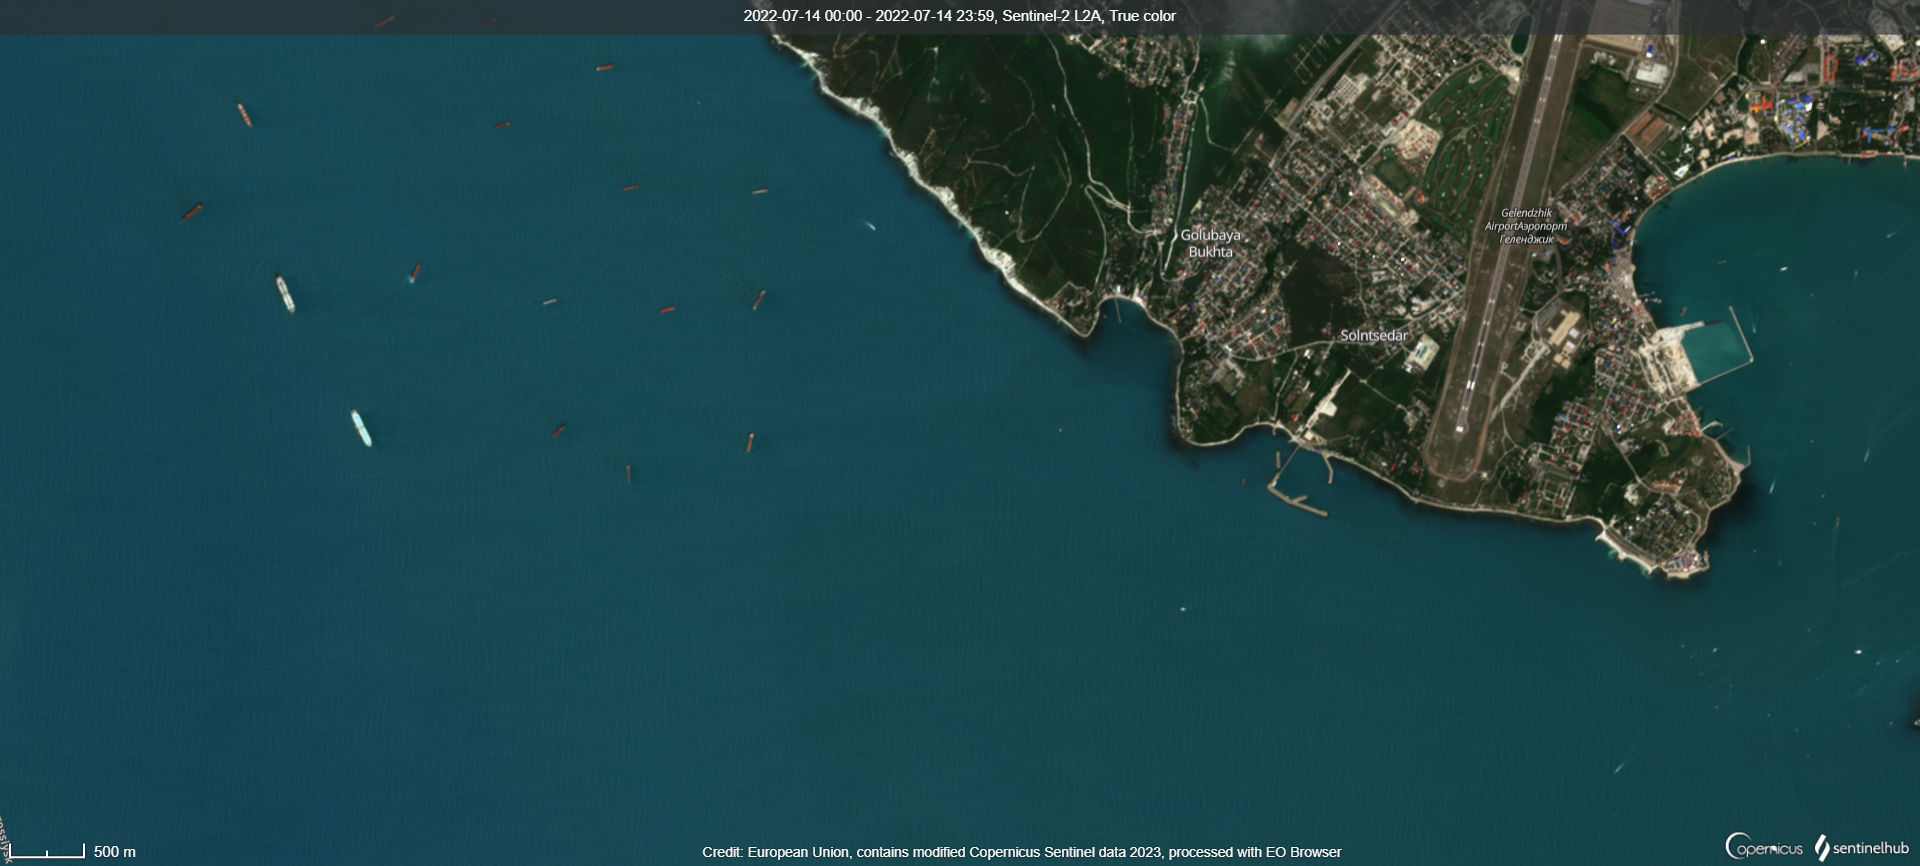 2022-07-14 00:00 - 2022-07-14 23:59, Sentinel-2 L2A, True color
Gelendzhik
AirportАэропорт
Геленджик
Golubaya
Bukhta
Solntsedar
500 m
Credit: European Union, contains modified Copernicus Sentinel data 2023, processed with EO Browser
Copernicus
sentinelhub